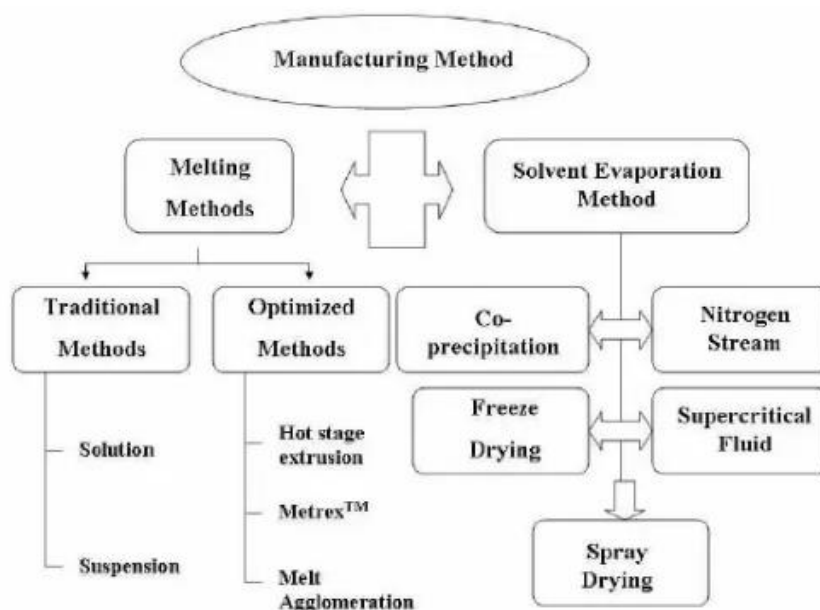 Manufacturing Method
Melting
Methods
Solvent Evaporation
Method
Traditional
Methods
Optimized
Methods
Co-
precipitation
Nitrogen
Stream
Solution
Suspension
Hot stage
extrusion
Metrex™
Melt
Agglomeration
Freeze
Drying
Supercritical
Fluid
Spray
Drying